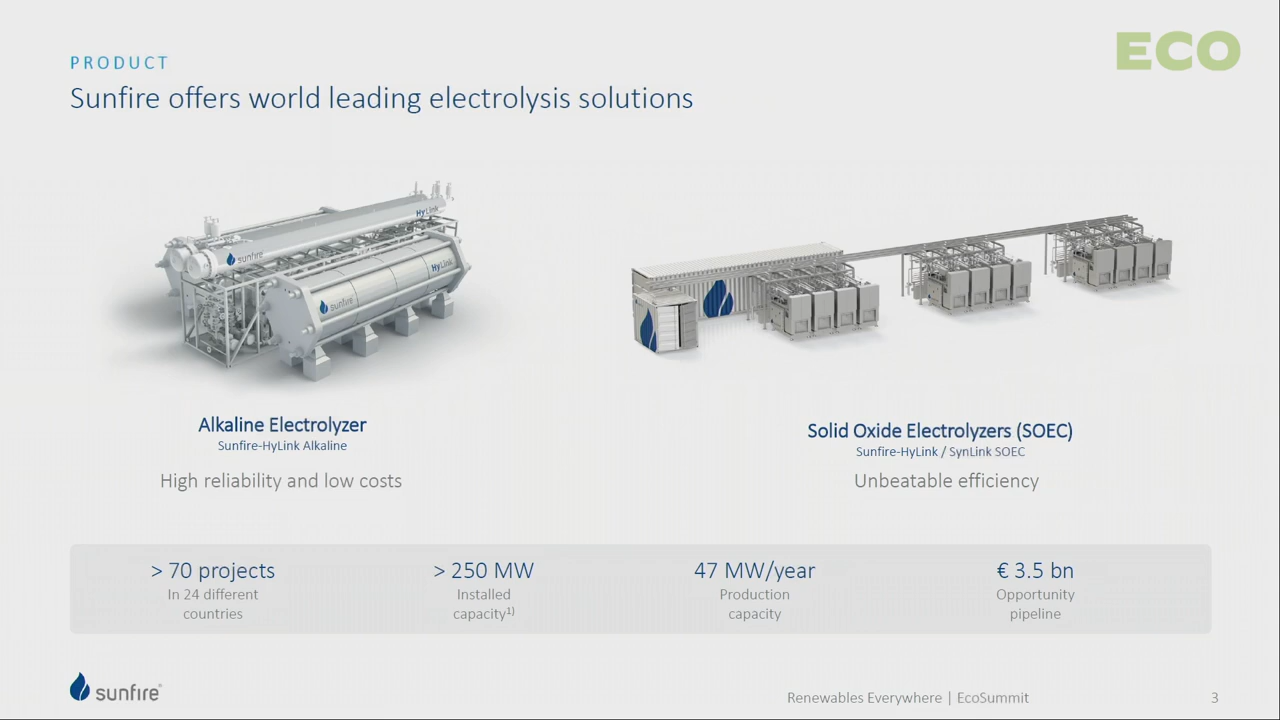 ECO
PRODUCT
Sunfire offers world leading electrolysis solutions
HyLink
sunfire
HyLink
sunfire
Alkaline Electrolyzer
Sunfire-HyLink Alkaline
High reliability and low costs
Solid Oxide Electrolyzers (SOEC)
Sunfire-HyLink / SynLink SOEC
Unbeatable efficiency
> 70 projects
In 24 different
countries
> 250 MW
Installed
capacity¹⁾
47 MW/year
Production
capacity
€ 3.5 bn
Opportunity
pipeline
sunfire®
Renewables Everywhere | EcoSummit
3